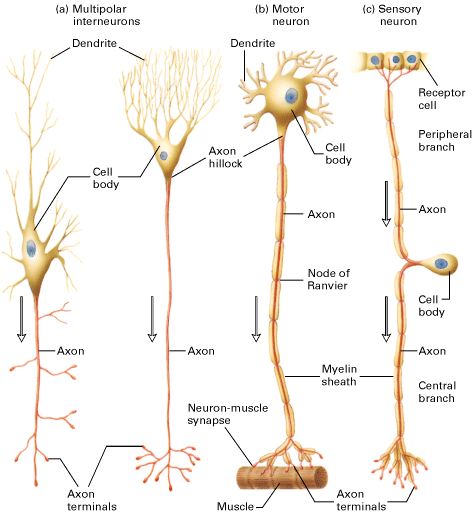 (a) Multipolar
interneurons
(b) Motor
neuron
(c) Sensory
neuron
Dendrite
Dendrite
Receptor
cell
Peripheral
branch
Cell
body
Axon
hillock
Cell
body
Axon
Axon
Node of
Ranvier
Cell
body
Axon
Axon
Axon
Myelin
sheath
Central
branch
Neuron-muscle
synapse
Axon
terminals
Muscle
Axon
terminals